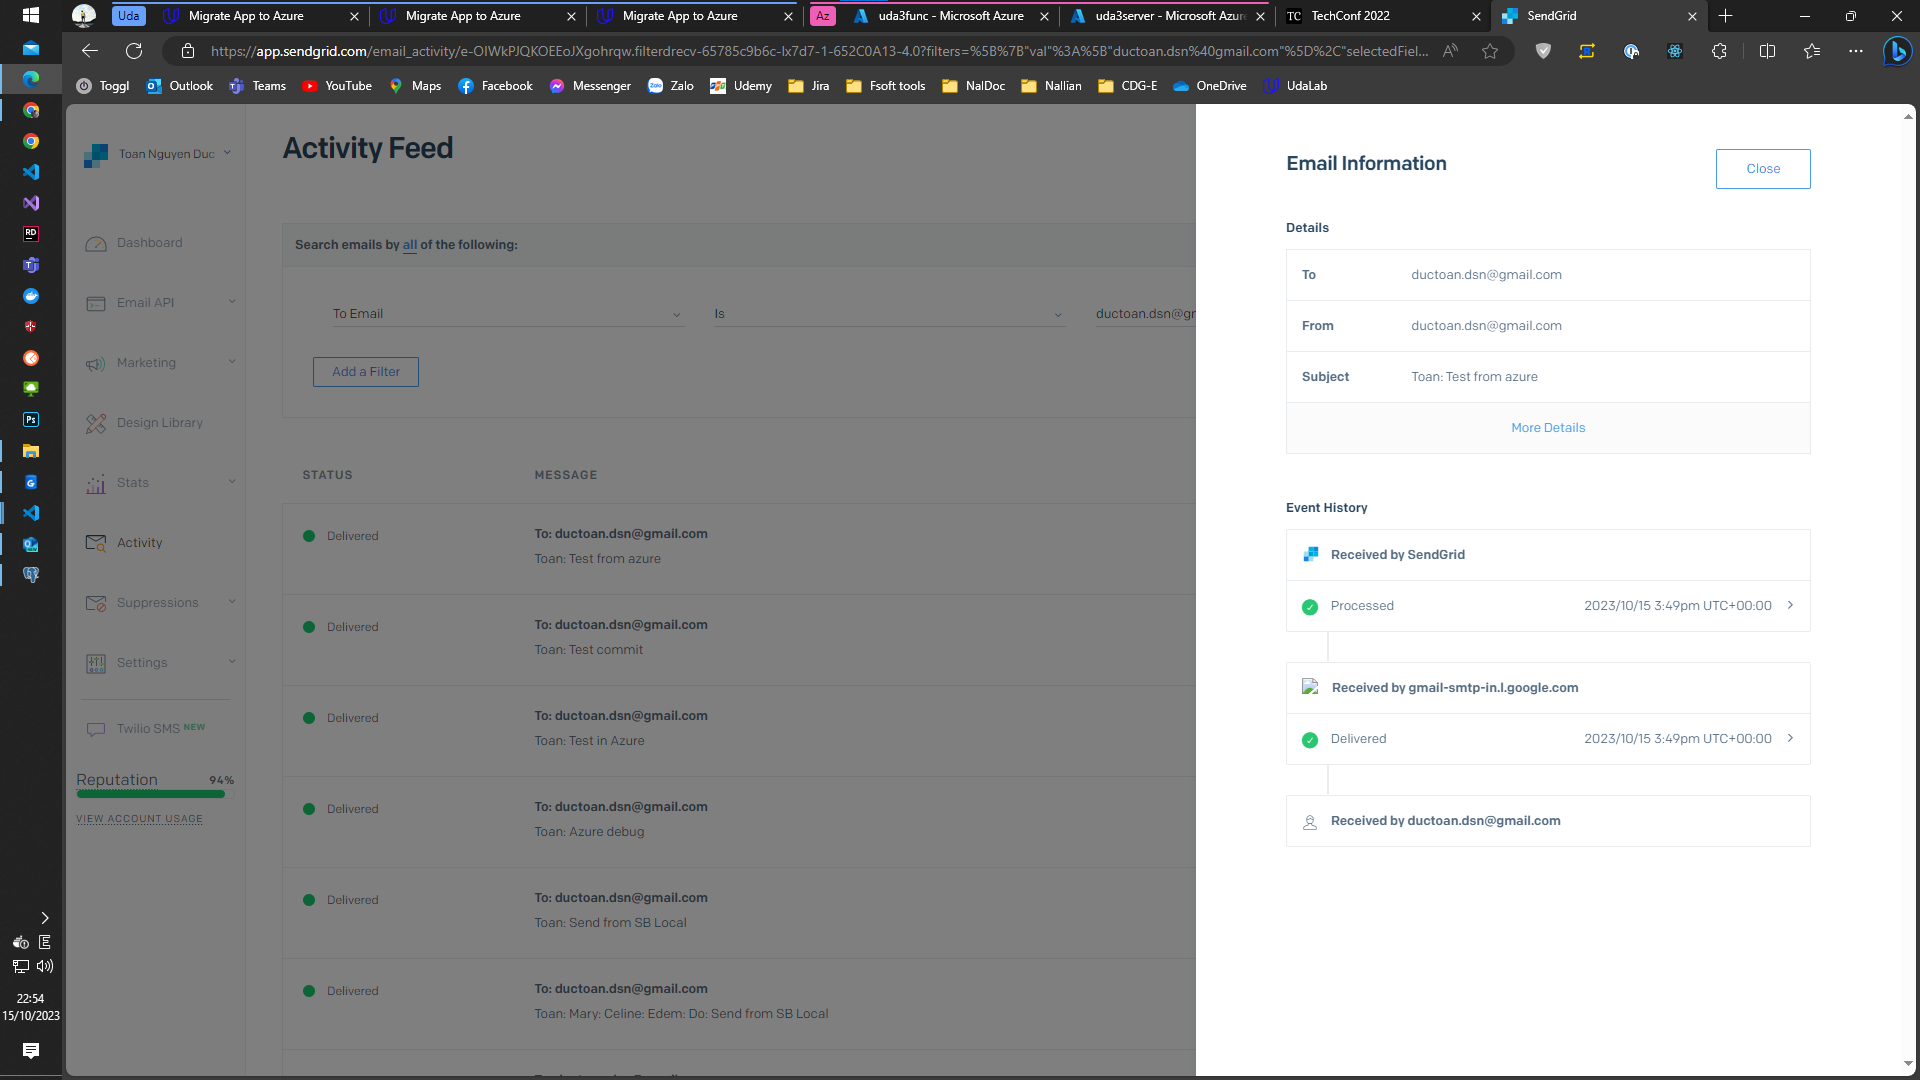 Uda
Migrate App to Azure
Migrate App to Azure
Migrate App to Azure
Az
uda3func - Microsoft Azure
uda3server - Microsoft Azure
TC
TechConf 2022
SendGrid
https://app.sendgrid.com/email_activity/e-OIWkPJQKOEEoJXgohrqw.filterdrecv-65785c9b6c-lx7d7-1-652C0A13-4.0?filters=%5B%7B"val"%3A%5B"ductoan.dsn%40gmail.com"%5D%2C"selectedFiel...
Toggl
Outlook
Teams
YouTube
Maps
Facebook
Messenger
Zalo
Udemy
Jira
Fsoft tools
NalDoc
Nallian
CDG-E
OneDrive
UdaLab
Toan Nguyen Duc
Dashboard
Email API
Marketing
Design Library
Stats
Activity
Suppressions
Settings
Twilio SMS NEW
Reputation 94%
VIEW ACCOUNT USAGE
22:54
15/10/2023
Activity Feed
Search emails by all of the following:
To Email
Is
ductoan.dsn@gr
Add a Filter
STATUS MESSAGE
Delivered
To: ductoan.dsn@gmail.com
Toan: Test from azure
Delivered
To: ductoan.dsn@gmail.com
Toan: Test commit
Delivered
To: ductoan.dsn@gmail.com
Toan: Test in Azure
Delivered
To: ductoan.dsn@gmail.com
Toan: Azure debug
Delivered
To: ductoan.dsn@gmail.com
Toan: Send from SB Local
Delivered
To: ductoan.dsn@gmail.com
Toan: Mary: Celine: Edem: Do: Send from SB Local
Email Information
Close
Details
To ductoan.dsn@gmail.com
From ductoan.dsn@gmail.com
Subject Toan: Test from azure
More Details
Event History
Received by SendGrid
Processed 2023/10/15 3:49pm UTC+00:00
Received by gmail-smtp-in.l.google.com
Delivered 2023/10/15 3:49pm UTC+00:00
Received by ductoan.dsn@gmail.com